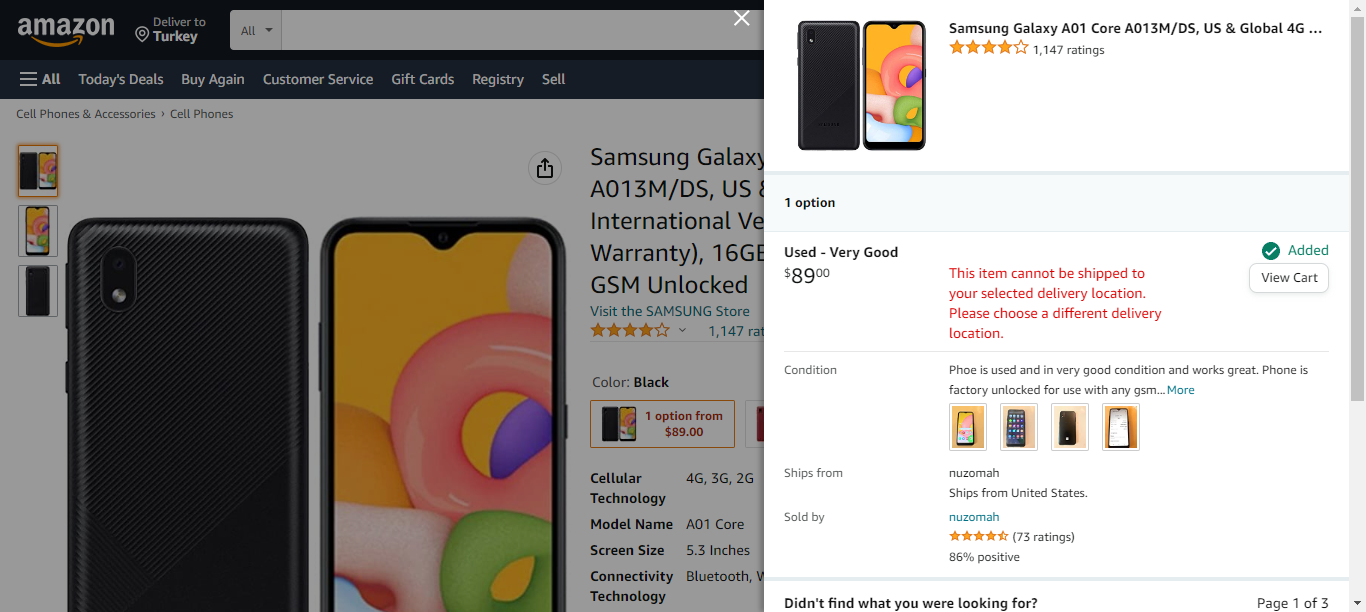 amazon
Deliver to
Turkey
All
All
Today's Deals
Buy Again
Customer Service
Gift Cards
Registry
Sell
Cell Phones & Accessories › Cell Phones
Samsung Galaxy
A013M/DS, US &
International Ve
Warranty), 16GB
GSM Unlocked
Visit the SAMSUNG Store
1,147 rat
Color: Black
1 option from
$89.00
Cellular Technology 4G, 3G, 2G
Model Name A01 Core
Screen Size 5.3 Inches
Connectivity Technology Bluetooth, W
Samsung Galaxy A01 Core A013M/DS, US & Global 4G ...
1,147 ratings
1 option
Used - Very Good
$8900
This item cannot be shipped to
your selected delivery location.
Please choose a different delivery
location.
Added
View Cart
Condition
Phoe is used and in very good condition and works great. Phone is
factory unlocked for use with any gsm... More
Ships from
nuzomah
Ships from United States.
Sold by
nuzomah
(73 ratings)
86% positive
Didn't find what you were looking for?
Page 1 of 3